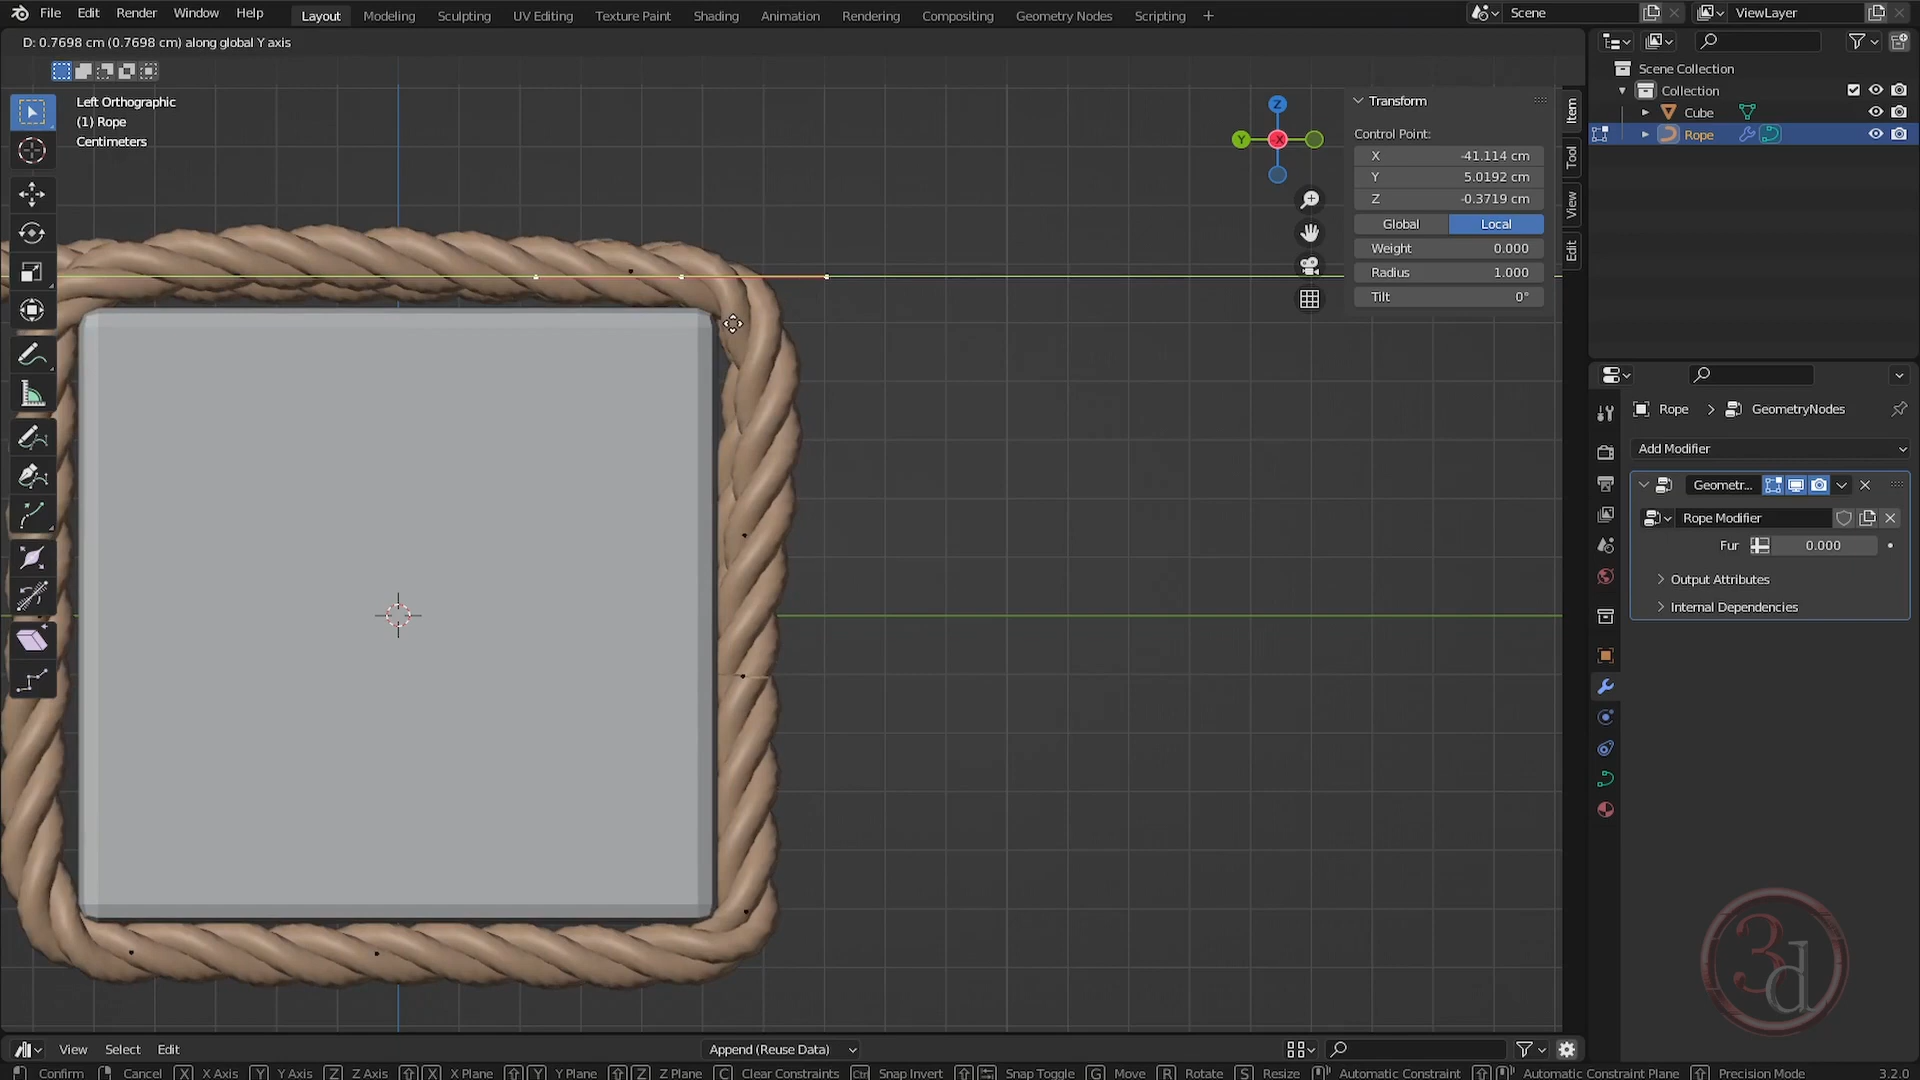 File Edit Render Window Help Layout Modeling Sculpting UV Editing Texture Paint Shading Animation Rendering Compositing Geometry Nodes Scripting + Scene ViewLayer
D: 0.7698 cm (0.7698 cm) along global Y axis
Left Orthographic
(1) Rope
Centimeters
Z
Y X
Transform
Control Point:
X -41.114 cm
Y 5.0192 cm
Z -0.3719 cm
Global Local
Weight 0.000
Radius 1.000
Tilt 0°
Item
Tool
View
Edit
Scene Collection
Collection
Cube
Rope
Rope > GeometryNodes
Add Modifier
Geometr...
Rope Modifier
Fur 0.000
Output Attributes
Internal Dependencies
3d
View Select Edit Append (Reuse Data)
Confirm Cancel X X Axis Y Y Axis Z Z Axis X X Plane Y Y Plane Z Z Plane C Clear Constraints Ctrl Snap Invert Snap Toggle G Move R Rotate S Resize Automatic Constraint Automatic Constraint Plane Precision Mode 3.2.0